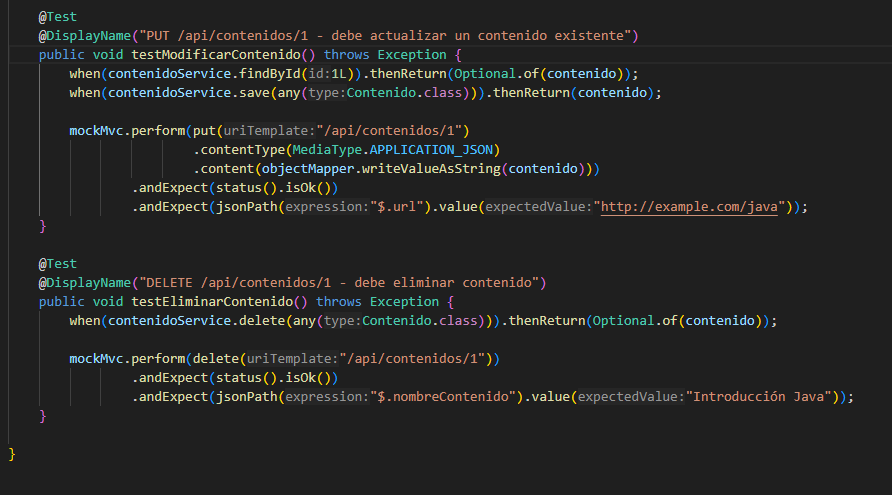 @Test
@DisplayName("PUT /api/contenidos/1 - debe actualizar un contenido existente")
public void testModificarContenido() throws Exception {
when(contenidoService.findById(id:1L)).thenReturn(Optional.of(contenido));
when(contenidoService.save(any(type:Contenido.class))).thenReturn(contenido);
mockMvc.perform(put(uriTemplate:"/api/contenidos/1")
.contentType(MediaType.APPLICATION_JSON)
.content(objectMapper.writeValueAsString(contenido)))
.andExpect(status().isOk())
.andExpect(jsonPath(expression:"$.url").value(expectedValue:"http://example.com/java"));
}
@Test
@DisplayName("DELETE /api/contenidos/1 - debe eliminar contenido")
public void testEliminarContenido() throws Exception {
when(contenidoService.delete(any(type:Contenido.class))).thenReturn(Optional.of(contenido));
mockMvc.perform(delete(uriTemplate:"/api/contenidos/1"))
.andExpect(status().isOk())
.andExpect(jsonPath(expression:"$.nombreContenido").value(expectedValue:"Introducción Java"));
}
}